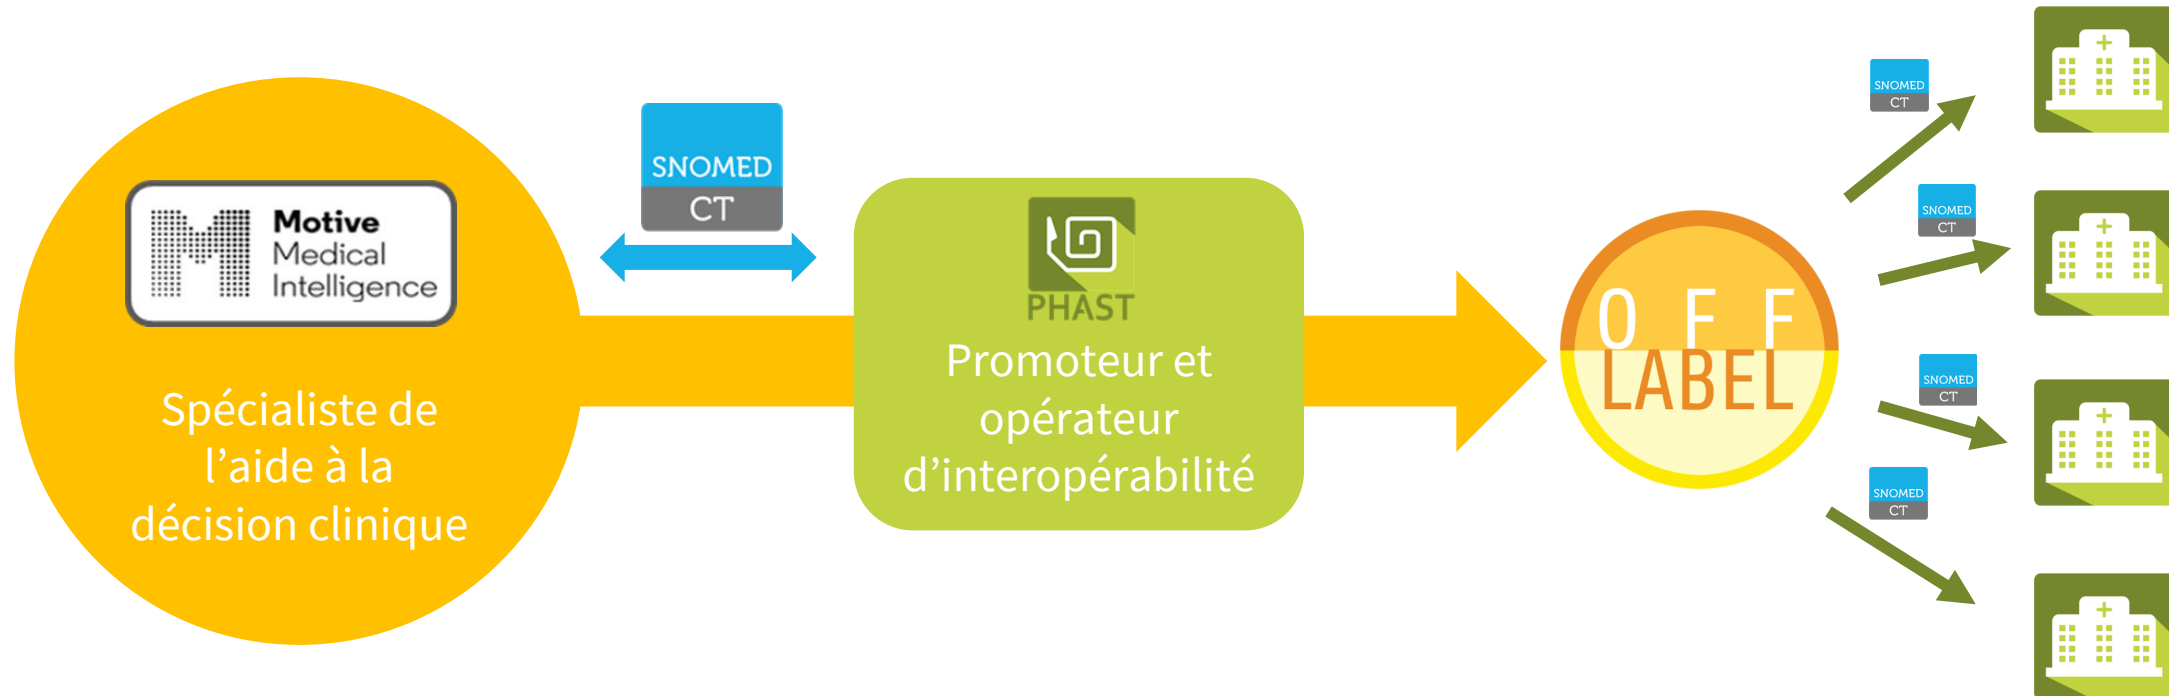 Motive
Medical
Intelligence
Spécialiste de
l’aide à la
décision clinique
SNOMED
CT
PHAST
Promoteur et
opérateur
d’interopérabilité
OFF
LABEL
SNOMED
CT
SNOMED
CT
SNOMED
CT
SNOMED
CT